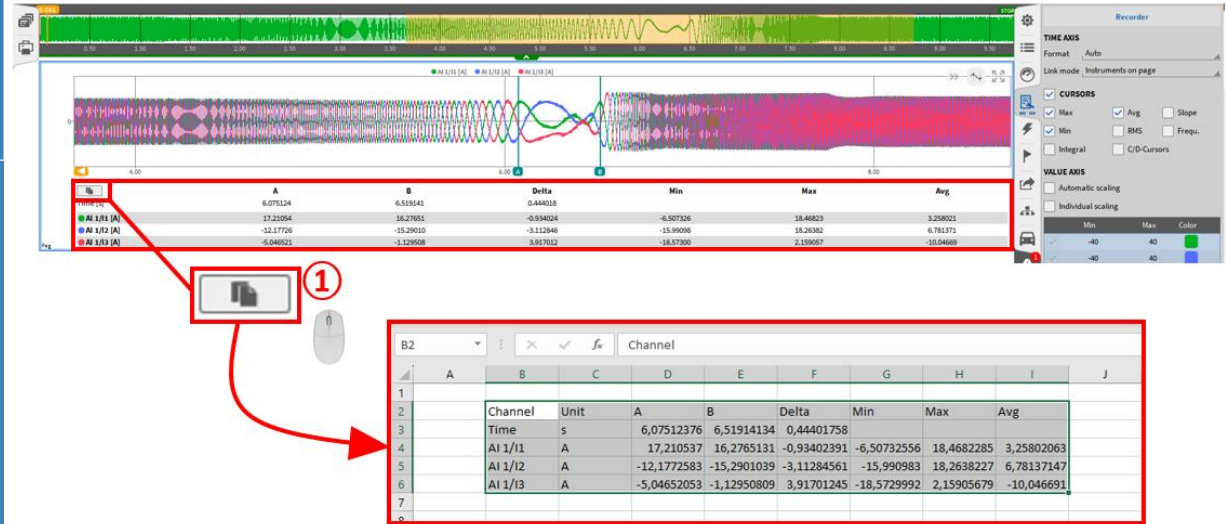 STOP
0.50 1.00 1.50 2.00 2.50 3.00 3.50 4.00 4.50 5.00 5.50 6.00 6.50 7.00 7.50 8.00 8.50 9.00 9.50
Recorder
TIME AXIS
Format Auto
Link mode Instruments on page
CURSORS
Max Avg Slope
Min RMS Frequ.
Integral C/D-Cursors
VALUE AXIS
Automatic scaling
Individual scaling
Min Max Color
-40 40
-40 40
AI 1/I1 [A] AI 1/I2 [A] AI 1/I3 [A]
0
4.00 6.00 A B 8.00
A B Delta Min Max Avg
Time [s] 6.075124 6.519141 0.444018
AI 1/I1 [A] 17.21054 16.27651 -0.934024 -6.507326 18.46823 3.258021
AI 1/I2 [A] -12.17726 -15.29010 -3.112846 -15.99098 18.26382 6.781371
AI 1/I3 [A] -5.046521 -1.129508 3.917012 -18.57300 2.159057 -10.04669
1
B2 fx Channel
A B C D E F G H I J
1
2 Channel Unit A B Delta Min Max Avg
3 Time s 6,07512376 6,51914134 0,44401758
4 AI 1/I1 A 17,210537 16,2765131 -0,93402391 -6,50732556 18,4682285 3,25802063
5 AI 1/I2 A -12,1772583 -15,2901039 -3,11284561 -15,990983 18,2638227 6,78137147
6 AI 1/I3 A -5,04652053 -1,12950809 3,91701245 -18,5729992 2,15905679 -10,046691
7
8